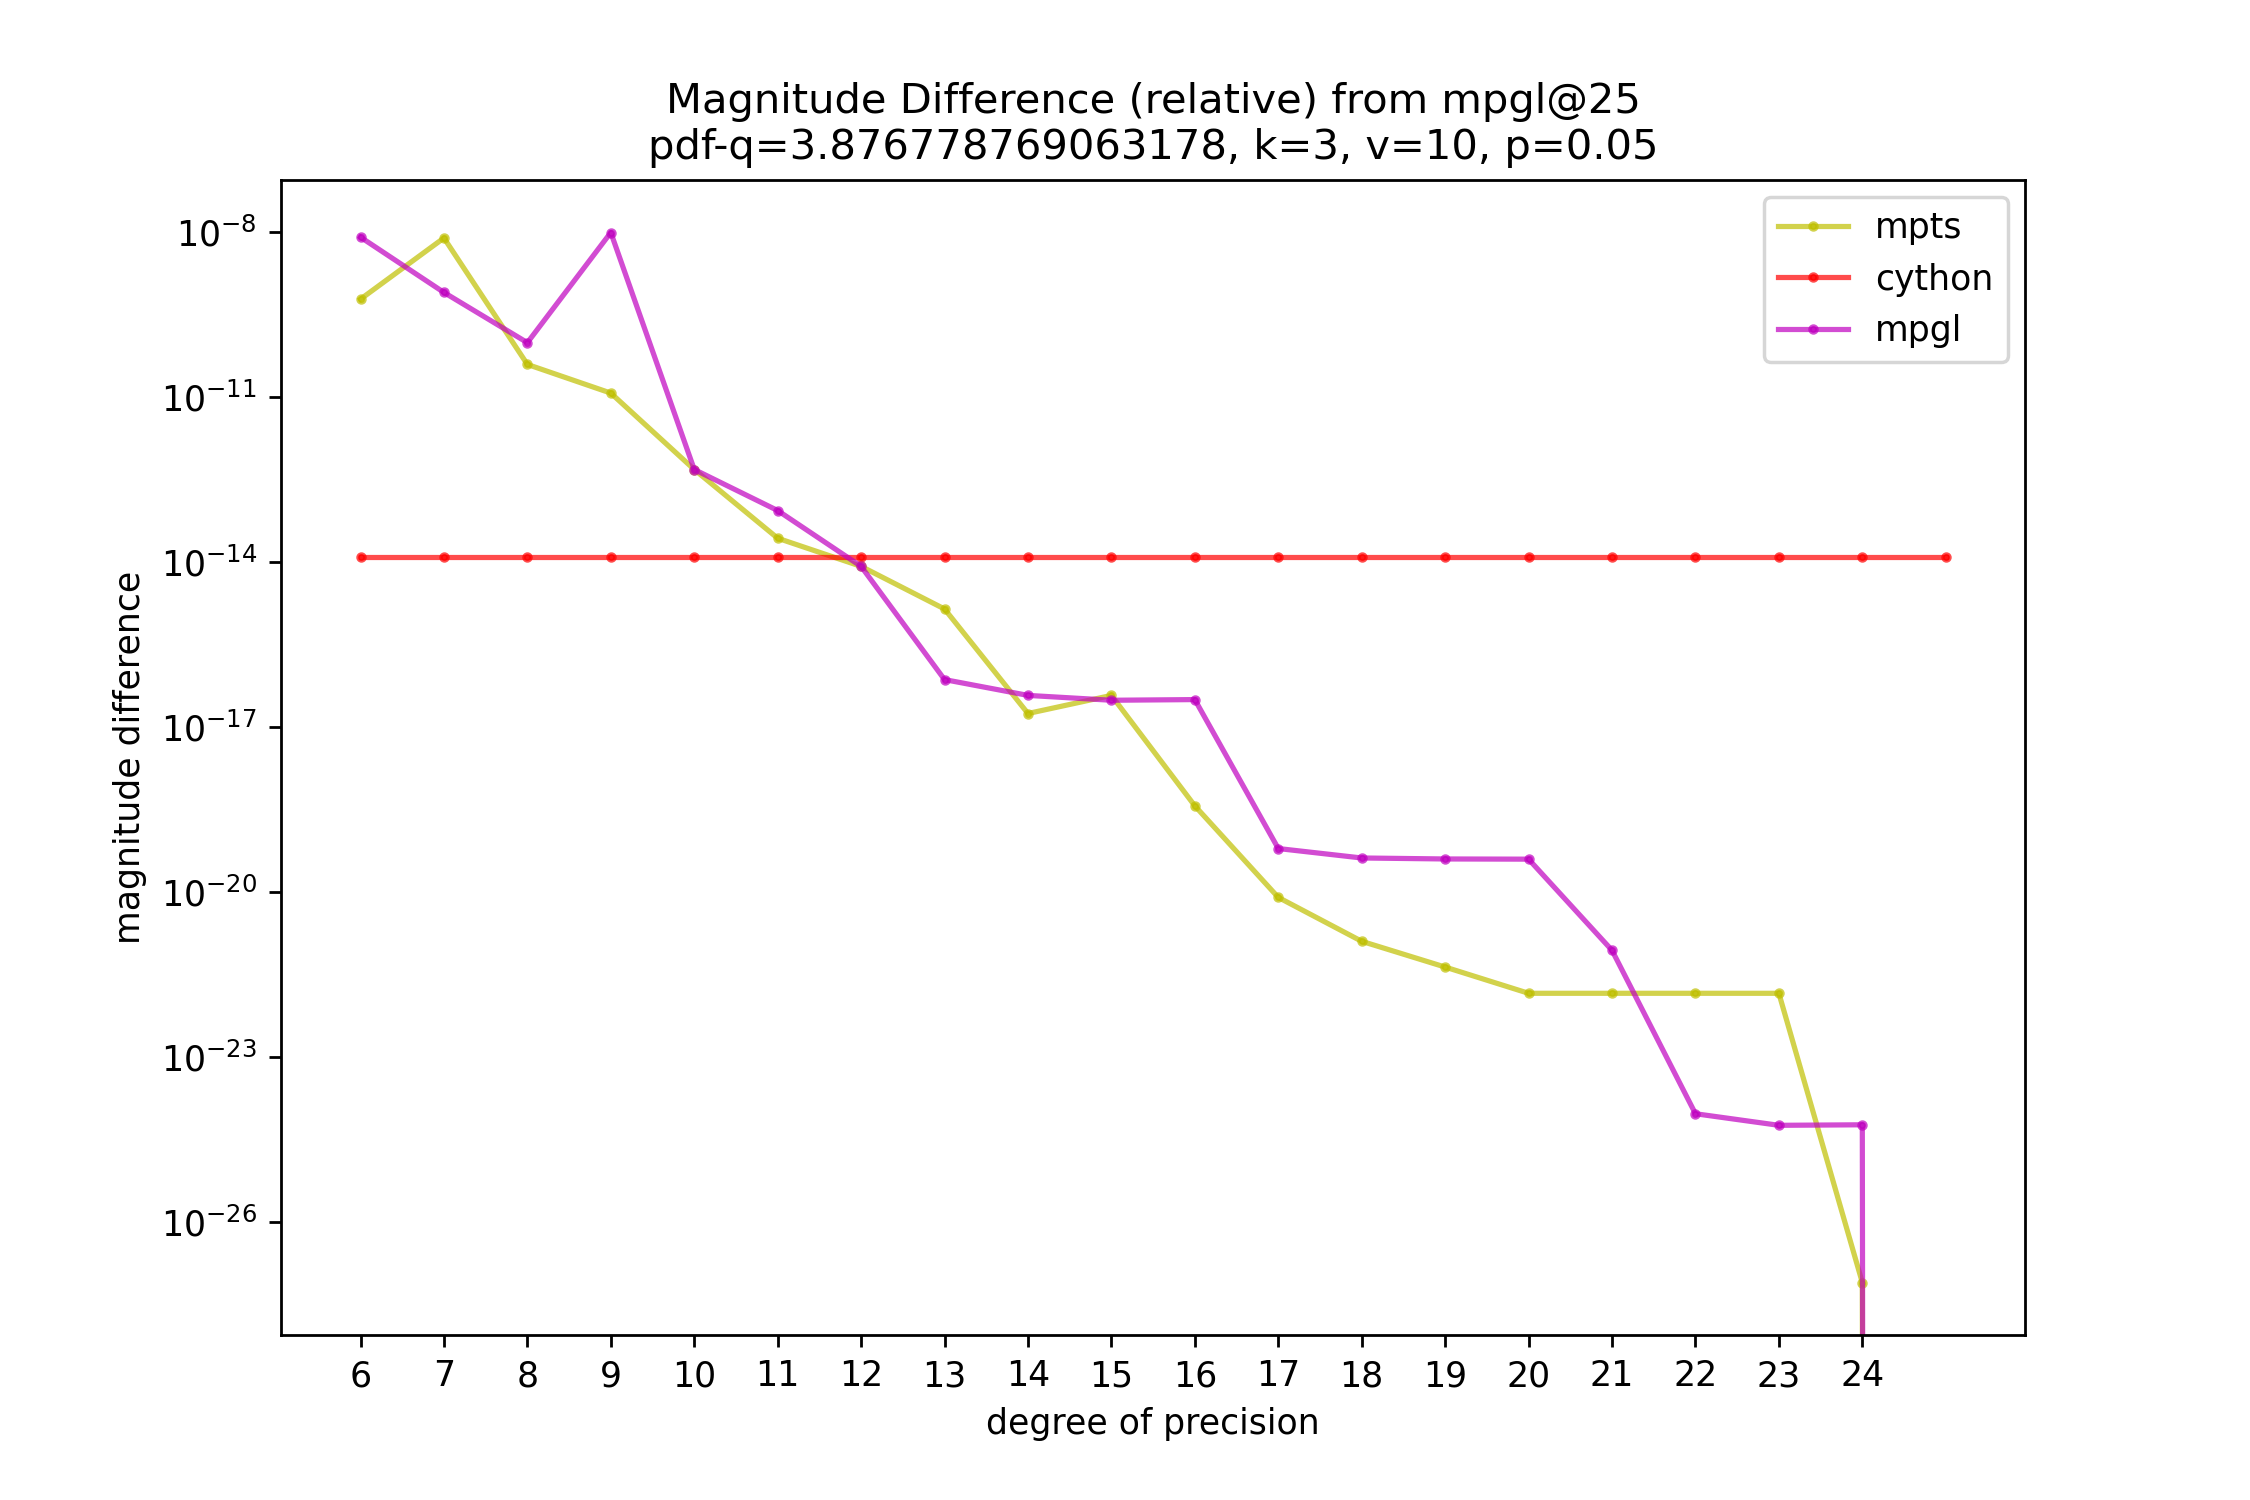 Magnitude Difference (relative) from mpgl@25
pdf-q=3.876778769063178, k=3, v=10, p=0.05
mpts
cython
mpgl
magnitude difference
10⁻⁸
10⁻¹¹
10⁻¹⁴
10⁻¹⁷
10⁻²⁰
10⁻²³
10⁻²⁶
6 7 8 9 10 11 12 13 14 15 16 17 18 19 20 21 22 23 24
degree of precision